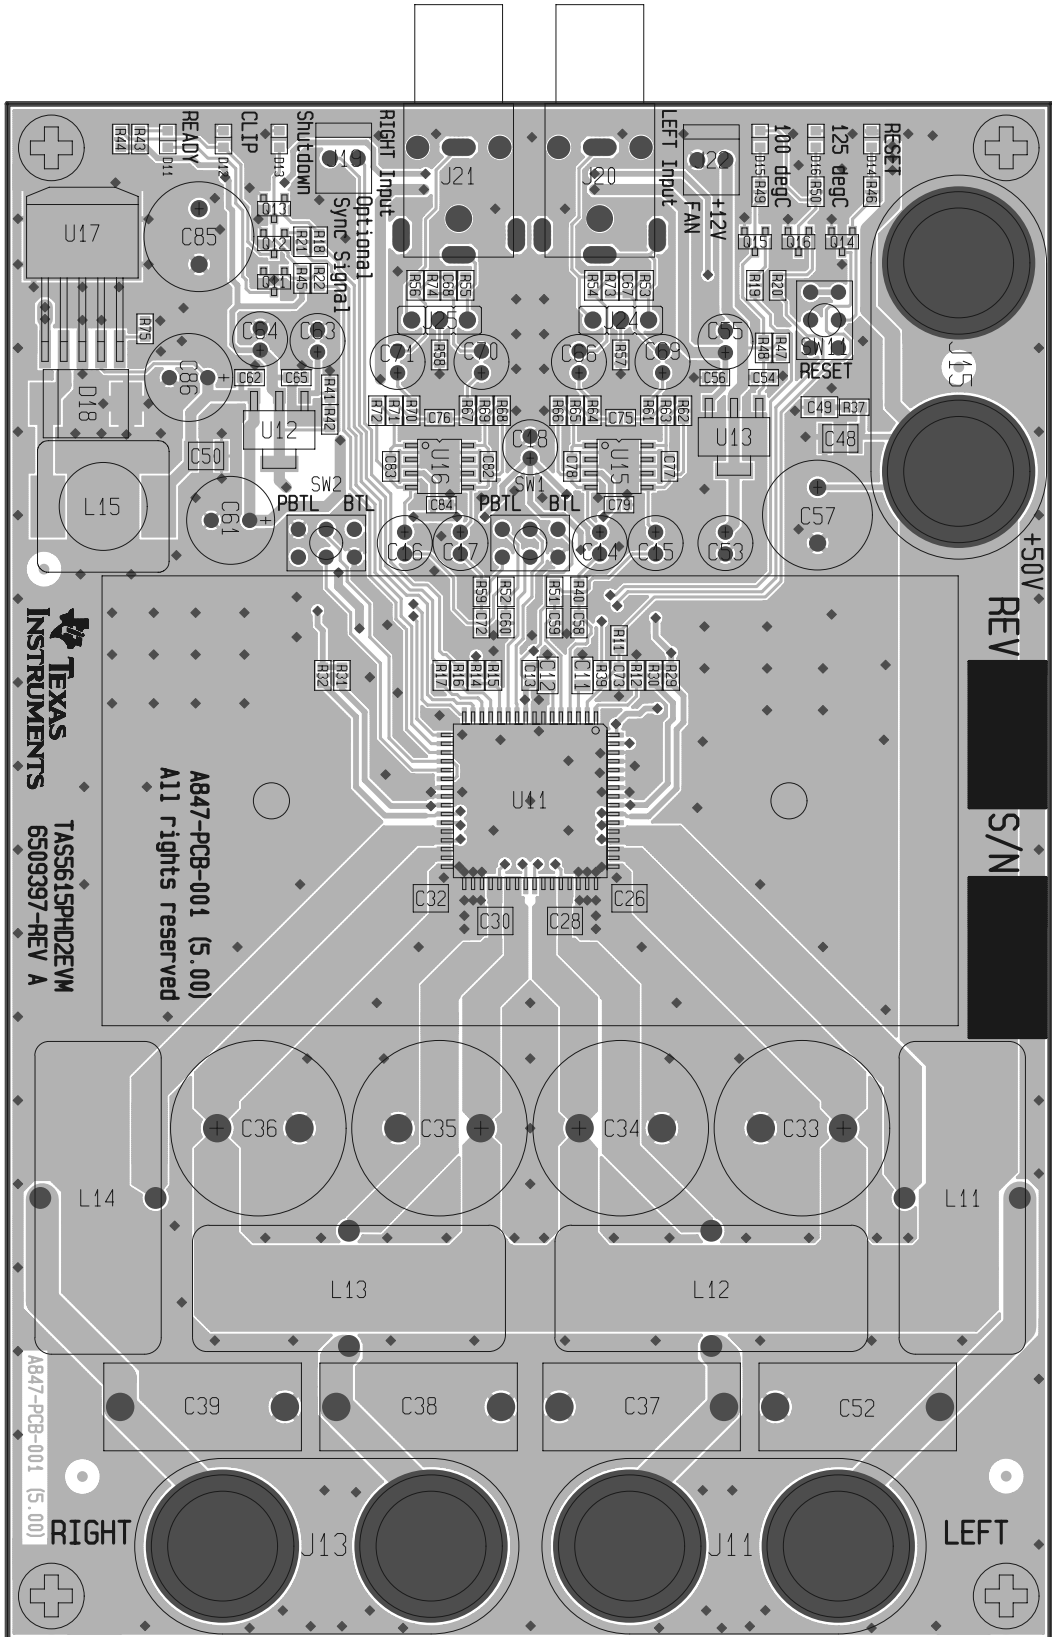 RIGHT Input
LEFT Input
R44
R43
READY
D11
CLIP
D12
Shutdown
D13
J19
Optional
Sync Signal
J21
J20
J22
+12V
FAN
100 degC
D15
R49
125 degC
D16
R50
RESET
D14
R46
U17
C85
Q13
Q12
Q11
R21
R18
R45
R22
R56
R74
C68
R55
R54
R73
C67
R53
Q15
Q16
Q14
R19
R20
R75
C64
C63
J25
J24
C55
R48
R47
SW11
RESET
J15
C71
R58
C70
C66
R57
C69
D18
C86
+
C62
C65
R41
R42
C56
C54
C49
R37
R72
R71
R70
C76
R67
R69
R68
R66
R65
R64
C75
R61
R63
R62
U12
C50
C18
U13
C48
C83
U16
C82
C78
U15
C77
L15
C61
+
SW2
PBTL
BTL
C84
SW1
PBTL
BTL
C79
C57
C16
C17
C14
C15
C53
+50V
R59
C72
R52
C60
R51
C59
R40
C58
R11
REV
R32
R31
R17
R16
R14
R15
C13
C12
C11
R39
C73
R12
R30
R29
TEXAS
INSTRUMENTS
U11
S/N
A847-PCB-001 (5.00)
All rights reserved
TAS5615PHD2EVM
6509397-REV A
C32
C30
C28
C26
C36
C35
C34
C33
L14
L11
L13
L12
C39
C38
C37
C52
A847-PCB-001 (5.00)
RIGHT
J13
J11
LEFT